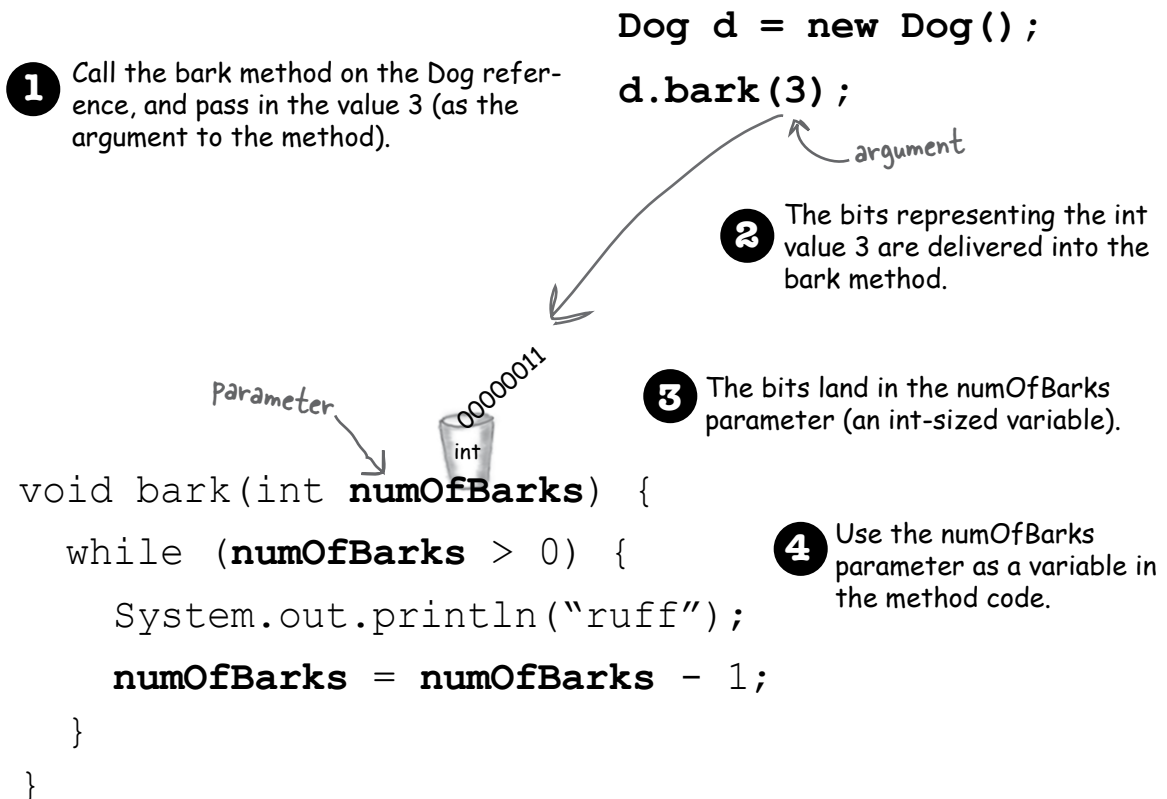 Dog d = new Dog();
d.bark(3);
argument
1 Call the bark method on the Dog refer-
ence, and pass in the value 3 (as the
argument to the method).
2 The bits representing the int
value 3 are delivered into the
bark method.
00000011
int
parameter
3 The bits land in the numOfBarks
parameter (an int-sized variable).
void bark(int numOfBarks) {
while (numOfBarks > 0) {
System.out.println(“ruff”);
numOfBarks = numOfBarks - 1;
}
}
4 Use the numOfBarks
parameter as a variable in
the method code.